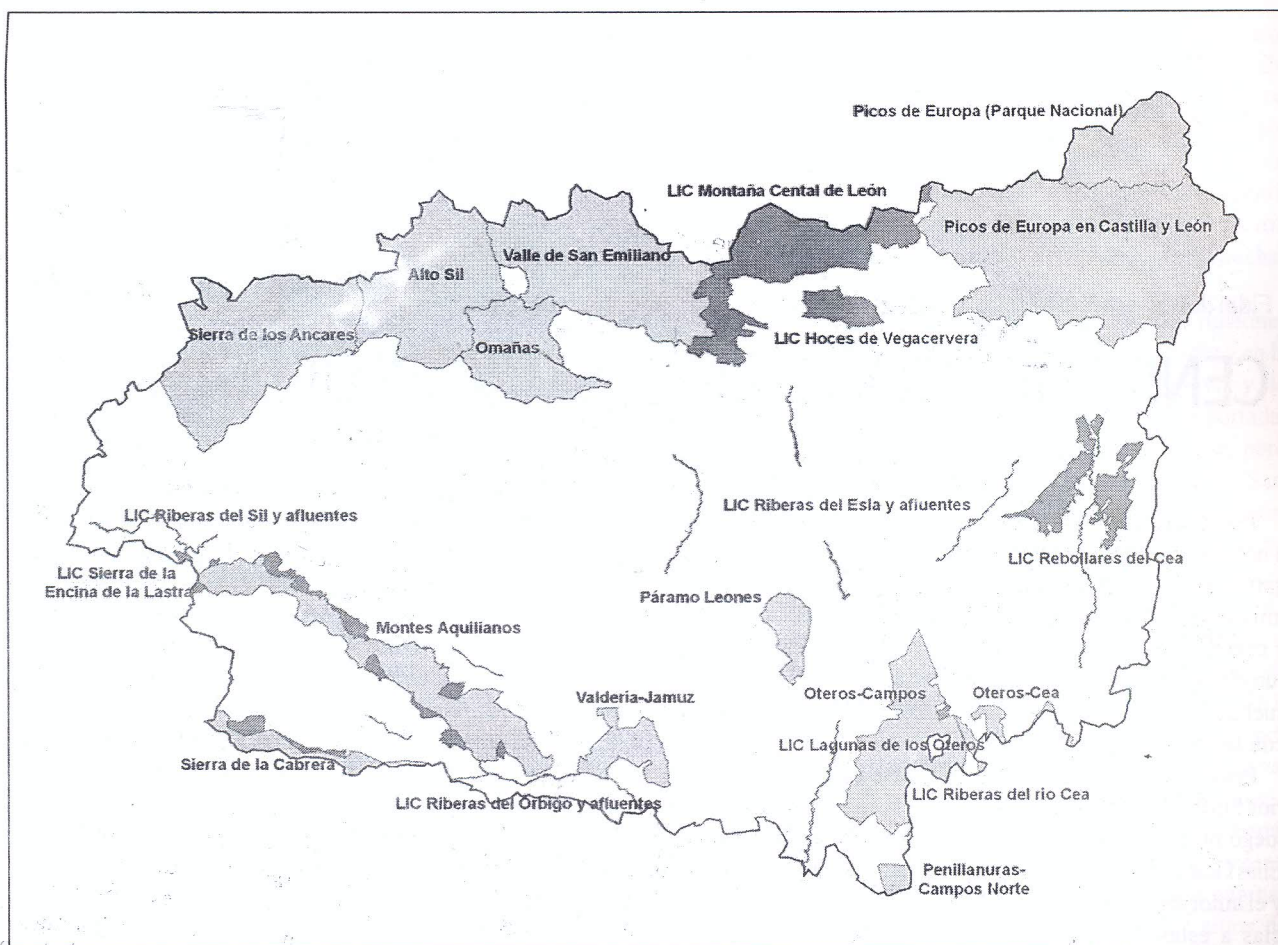 Picos de Europa (Parque Nacional)
LIC Montaña Cental de León
Picos de Europa en Castilla y León
Valle de San Emiliano
Alto Sil
Sierra de los Ancares
Omañas
LIC Hoces de Vegacervera
LIC Riberas del Sil y afluentes
LIC Riberas del Esla y afluentes
LIC Rebollares del Cea
LIC Sierra de la
Encina de la Lastra
Páramo Leones
Montes Aquilianos
Valdería-Jamuz
Oteros-Campos
Oteros-Cea
LIC Lagunas de los Oteros
Sierra de la Cabrera
LIC Riberas del Orbigo y afluentes
LIC Riberas del rio Cea
Penillanuras-
Campos Norte